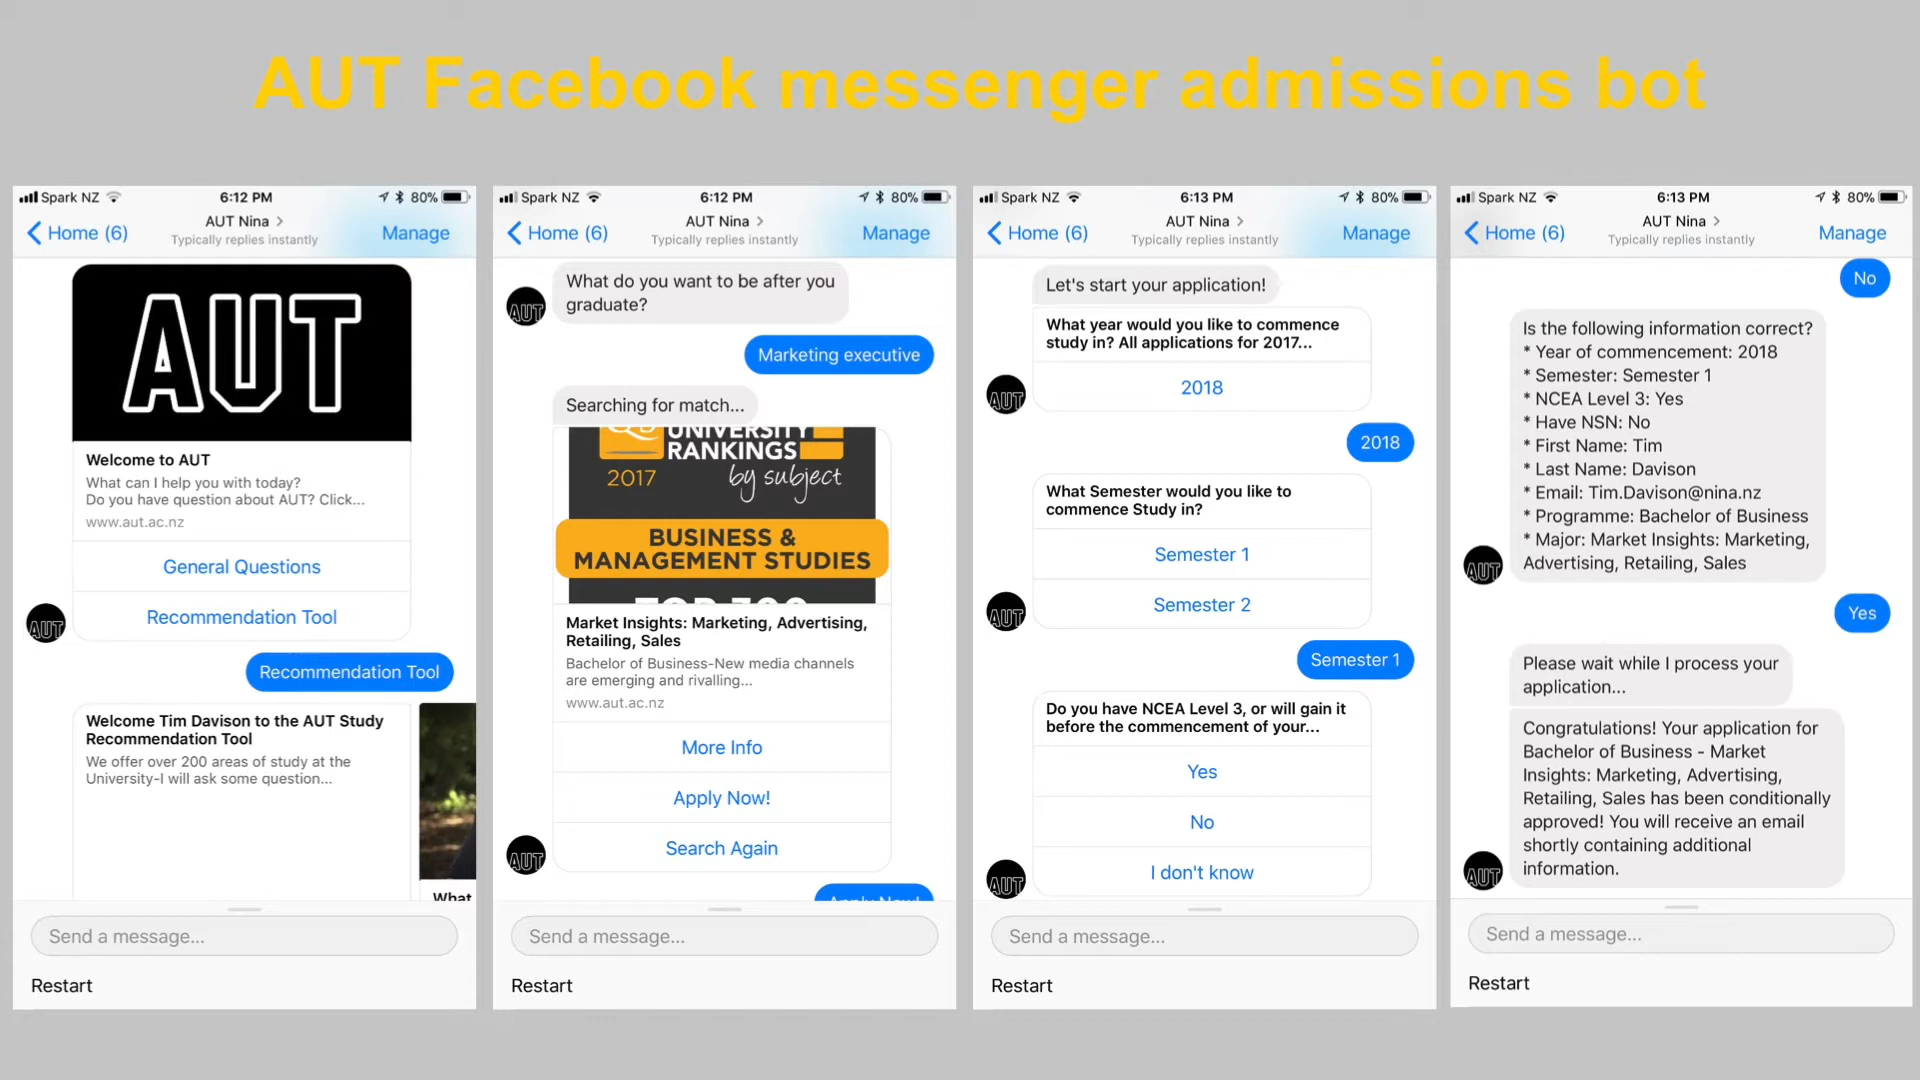 AUT Facebook messenger admissions bot
Spark NZ 6:12 PM 80%
Home (6) AUT Nina Manage
Typically replies instantly
AUT
Welcome to AUT
What can I help you with today?
Do you have question about AUT? Click...
www.aut.ac.nz
General Questions
Recommendation Tool
AUT
Recommendation Tool
Welcome Tim Davison to the AUT Study
Recommendation Tool
We offer over 200 areas of study at the
University-I will ask some question...
What
Send a message...
Restart
Spark NZ 6:12 PM 80%
Home (6) AUT Nina Manage
Typically replies instantly
What do you want to be after you
graduate?
AUT
Marketing executive
Searching for match...
UNIVERSITY
RANKINGS
2017 by subject
BUSINESS &
MANAGEMENT STUDIES
Market Insights: Marketing, Advertising,
Retailing, Sales
Bachelor of Business-New media channels
are emerging and rivalling...
www.aut.ac.nz
More Info
Apply Now!
Search Again
AUT
Apply Now!
Send a message...
Restart
Spark NZ 6:13 PM 80%
Home (6) AUT Nina Manage
Typically replies instantly
Let's start your application!
What year would you like to commence
study in? All applications for 2017...
2018
AUT
2018
What Semester would you like to
commence Study in?
Semester 1
Semester 2
AUT
Semester 1
Do you have NCEA Level 3, or will gain it
before the commencement of your...
Yes
No
I don't know
AUT
Send a message...
Restart
Spark NZ 6:13 PM 80%
Home (6) AUT Nina Manage
Typically replies instantly
No
Is the following information correct?
* Year of commencement: 2018
* Semester: Semester 1
* NCEA Level 3: Yes
* Have NSN: No
* First Name: Tim
* Last Name: Davison
* Email: Tim.Davison@nina.nz
* Programme: Bachelor of Business
* Major: Market Insights: Marketing,
Advertising, Retailing, Sales
AUT
Yes
Please wait while I process your
application...
Congratulations! Your application for
Bachelor of Business - Market
Insights: Marketing, Advertising,
Retailing, Sales has been conditionally
approved! You will receive an email
shortly containing additional
information.
AUT
Send a message...
Restart